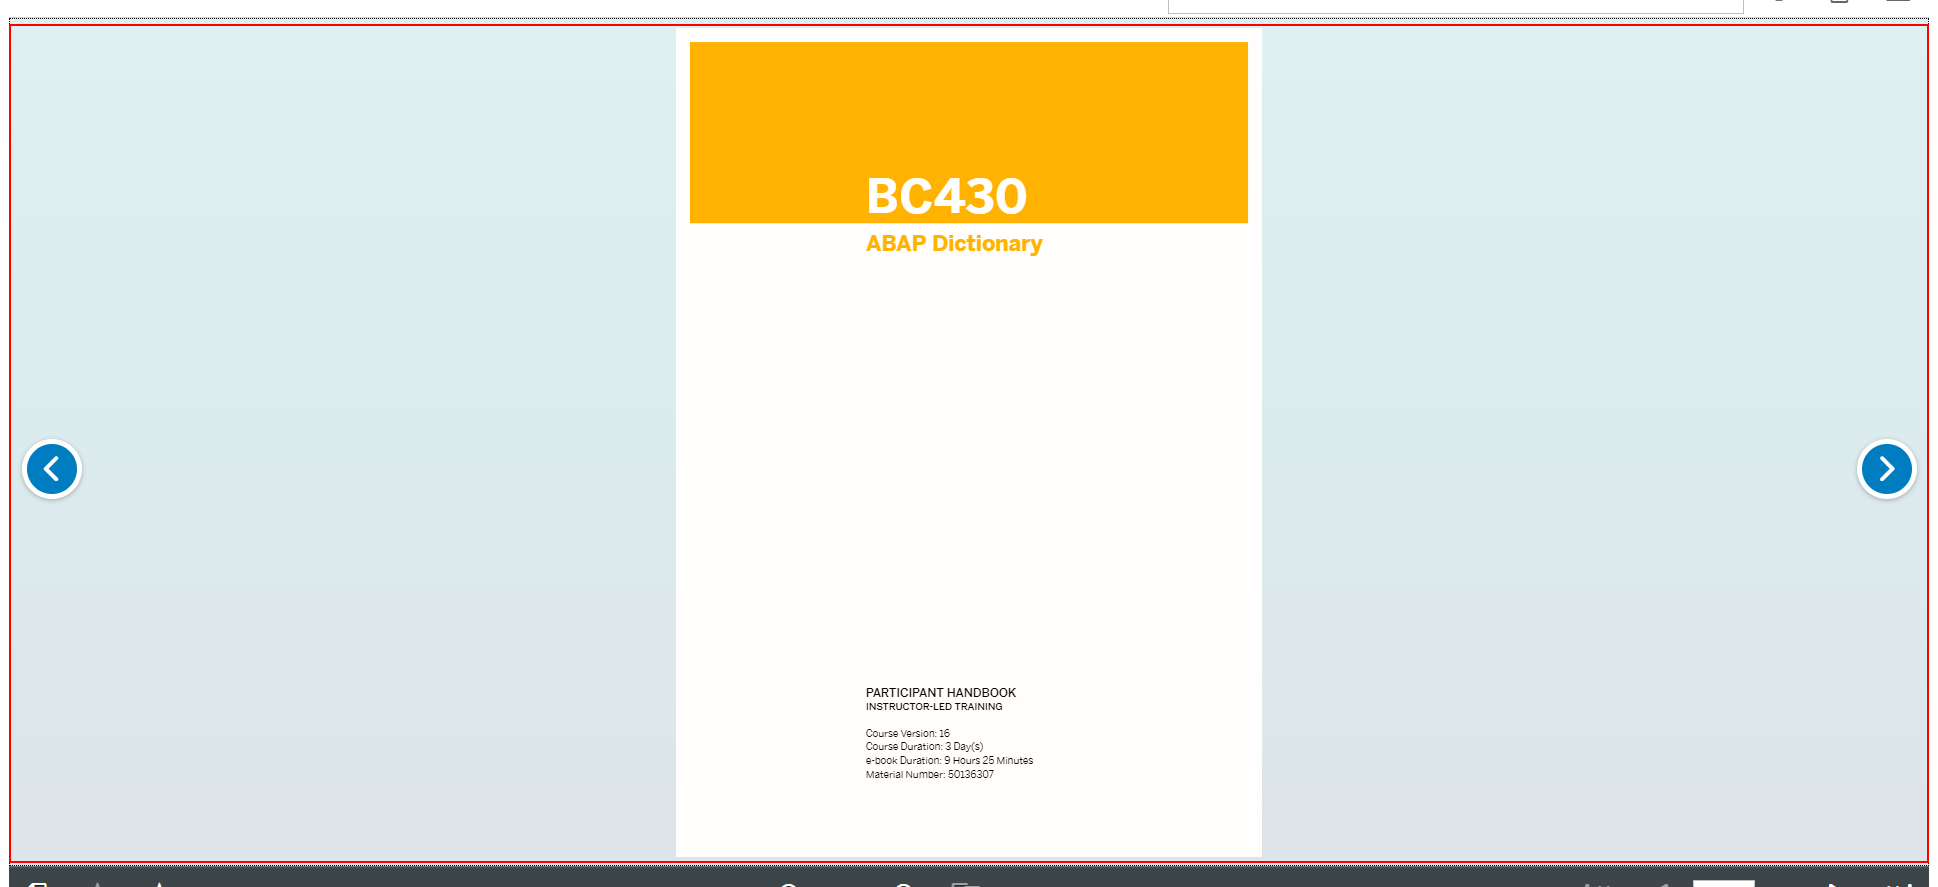 BC430
ABAP Dictionary
PARTICIPANT HANDBOOK
INSTRUCTOR-LED TRAINING
Course Version: 16
Course Duration: 3 Day(s)
e-book Duration: 9 Hours 25 Minutes
Material Number: 50136307